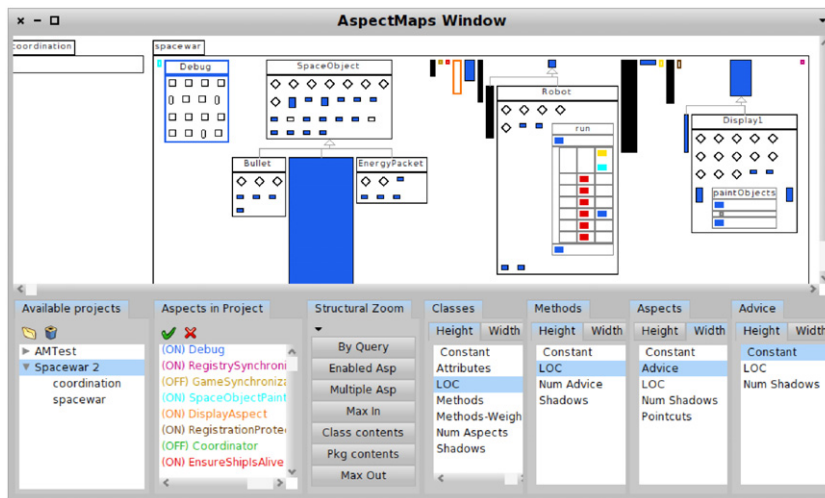 AspectMaps Window
coordination
spacewar
Debug
SpaceObject
Robot
run
Display1
paintObjects
Bullet
EnergyPacket
Available projects
Aspects in Project
Structural Zoom
Classes
Methods
Aspects
Advice
Height Width
Height Width
Height Width
Height Width
AMTest
Spacewar 2
coordination
spacewar
(ON) Debug
(ON) RegistrySynchroni
(OFF) GameSynchroniza
(ON) SpaceObjectPaint
(ON) DisplayAspect
(ON) RegistrationProtec
(OFF) Coordinator
(ON) EnsureShipIsAlive
By Query
Enabled Asp
Multiple Asp
Max In
Class contents
Pkg contents
Max Out
Constant
Attributes
LOC
Methods
Methods-Weigh
Num Aspects
Shadows
Constant
LOC
Num Advice
Shadows
Constant
Advice
LOC
Num Shadows
Pointcuts
Constant
LOC
Num Shadows